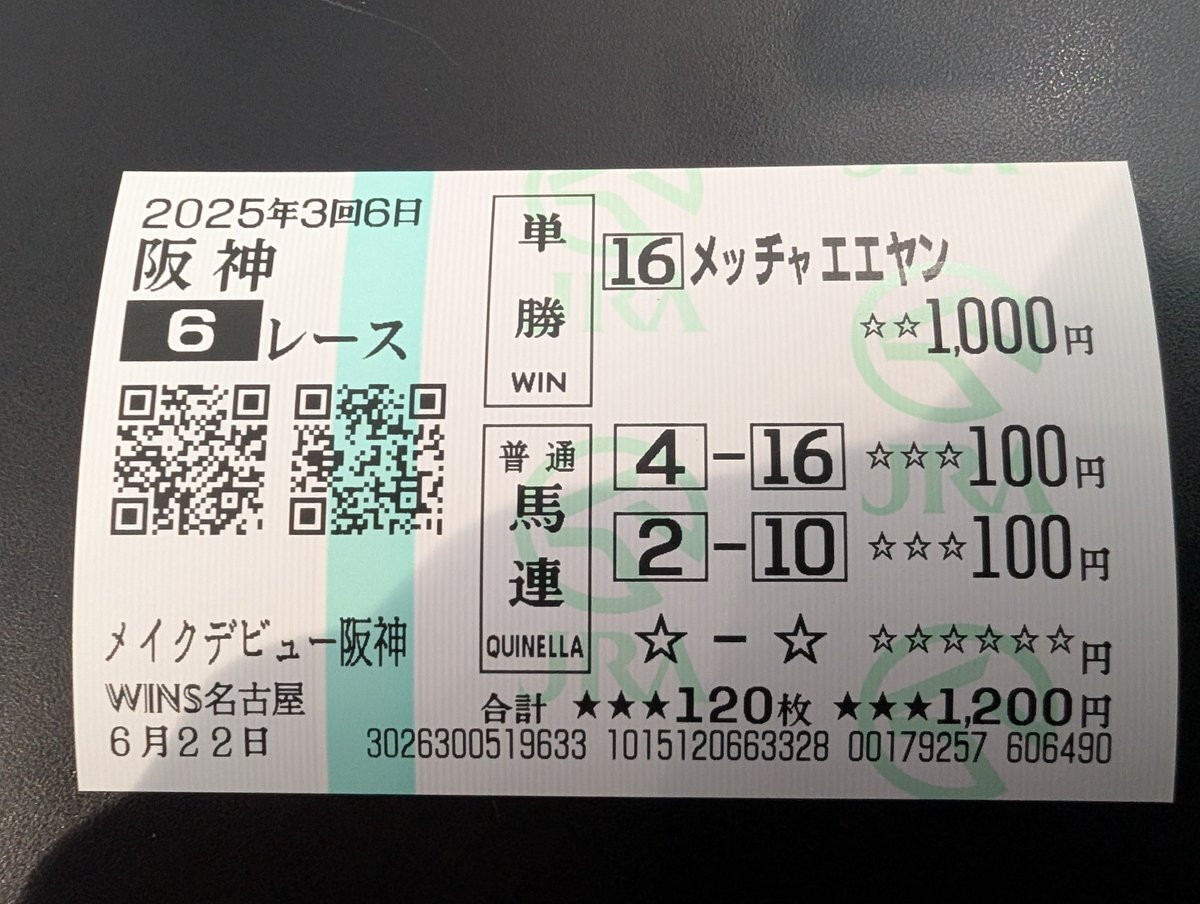 2025年3回6日
阪神
6レース
メイクデビュー阪神
WINS名古屋
6月22日
単勝
WIN
16 メッチャエエヤン
☆☆1,000円
普通
馬連
QUINELLA
4-16 ☆☆☆100円
2-10 ☆☆☆100円
☆-☆ ☆☆☆☆☆☆円
合計 ★★★120枚 ★★★1,200円
3026300519633 1015120663328 00179257 606490
JRA
JRA
JRA
JRA